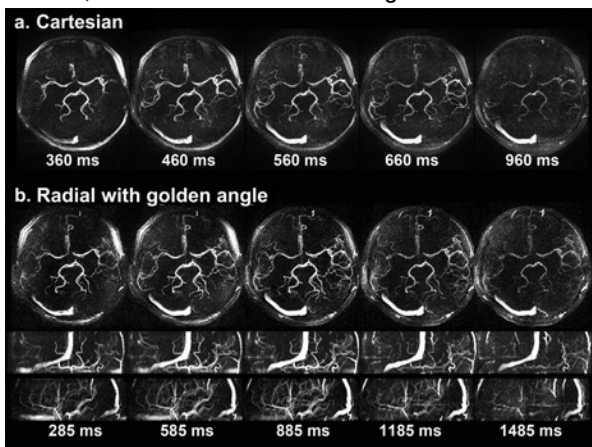 a. Cartesian
360 ms 460 ms 560 ms 660 ms 960 ms
b. Radial with golden angle
285 ms 585 ms 885 ms 1185 ms 1485 ms